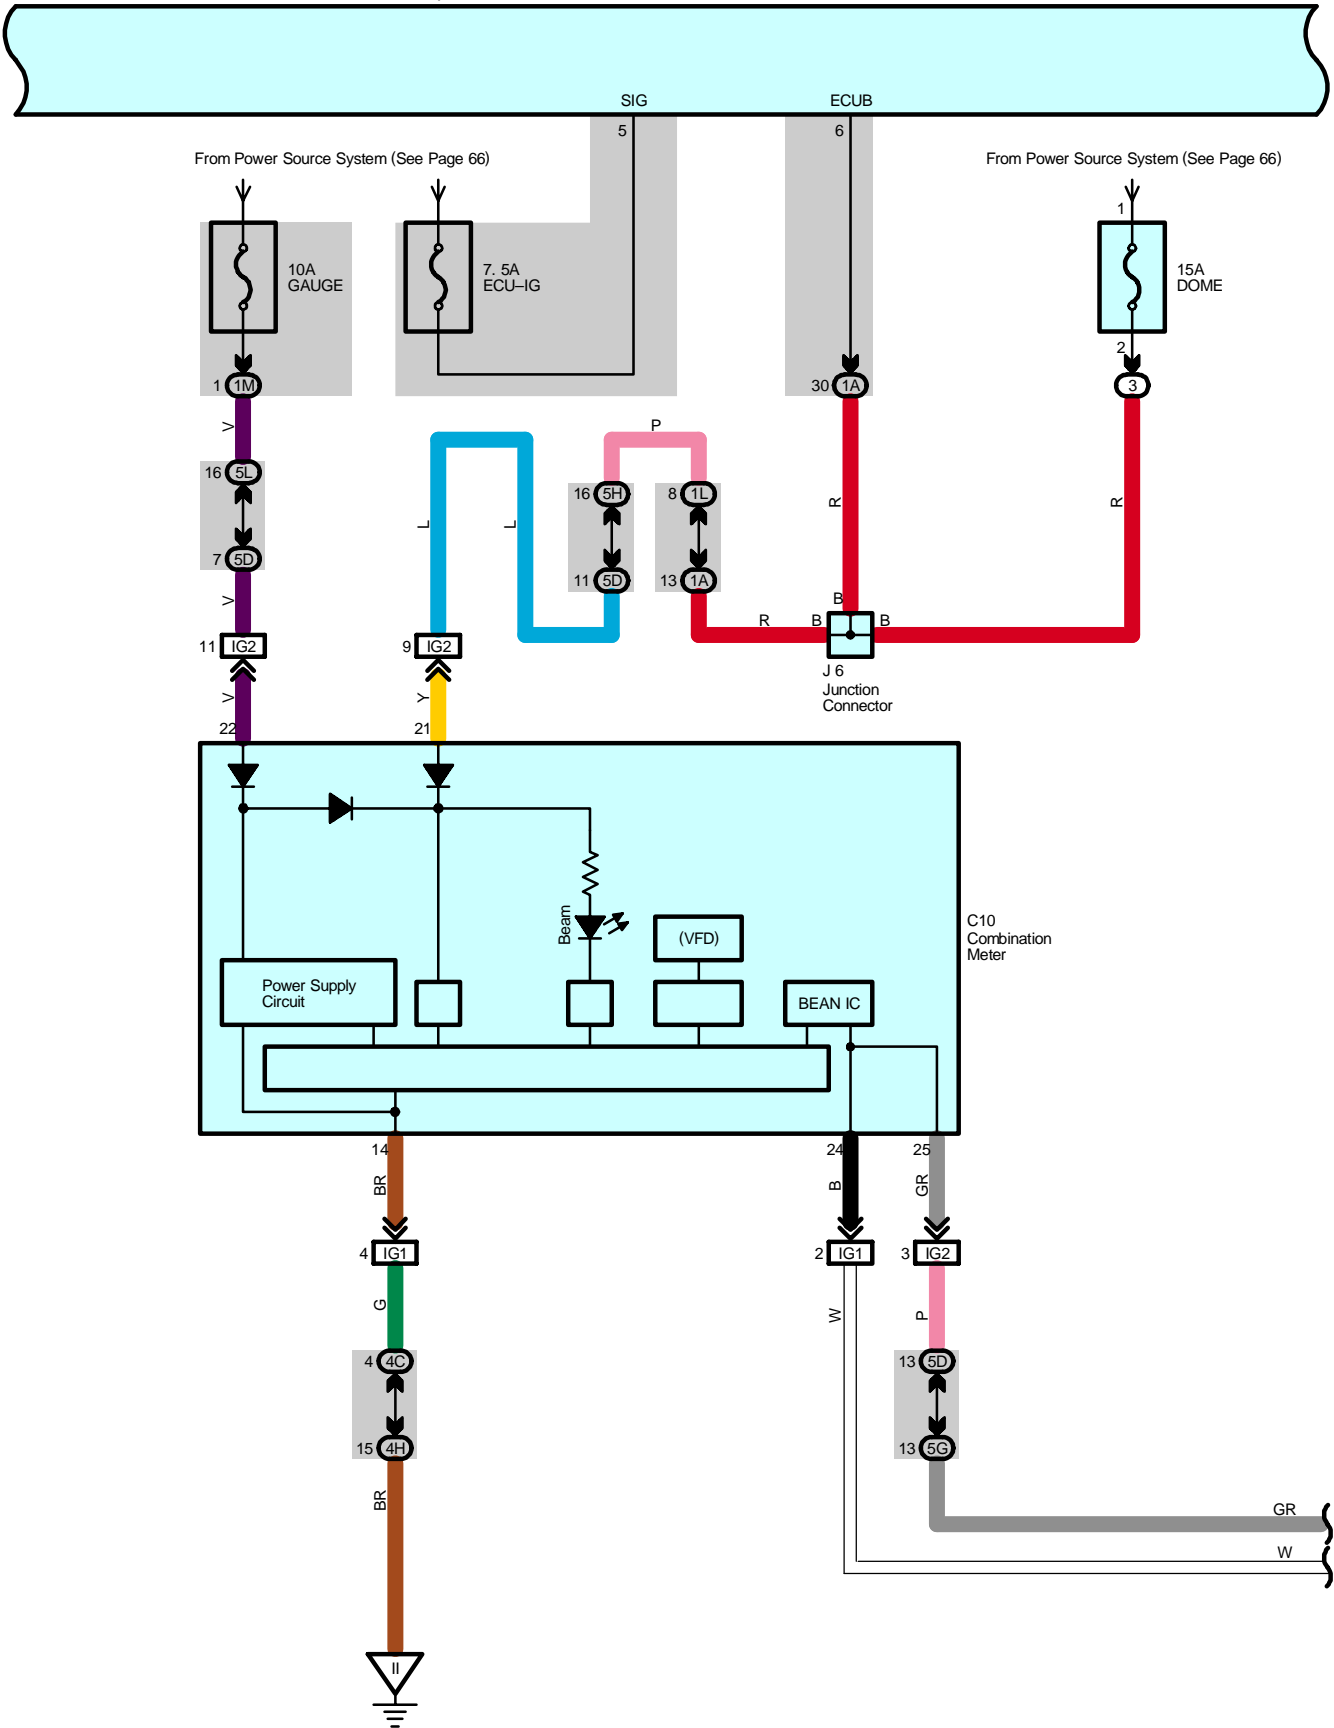 SIG ECUB
5 6
From Power Source System (See Page 66) From Power Source System (See Page 66)
1
10A
GAUGE
7. 5A
ECU–IG
15A
DOME
2
1 1M 30 1A 3
V P
16 5L 16 5H 8 1L
L L R R
7 5D 11 5D 13 1A
V B
R B B
11 IG2 9 IG2
J 6
Junction
Connector
V Y
22 21
Beam
(VFD)
C10
Combination
Meter
Power Supply
Circuit
BEAN IC
14 24 25
BR B GR
4 IG1 2 IG1 3 IG2
G W P
4 4C 13 5D
15 4H 13 5G
BR
GR
W
II